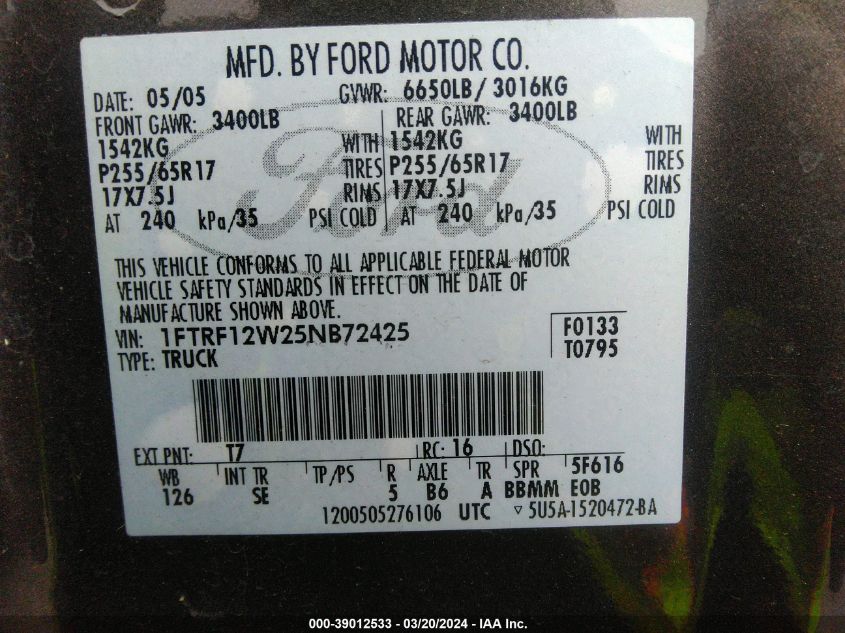 MFD. BY FORD MOTOR CO.
DATE: 05/05 GVWR: 6650LB/ 3016KG
FRONT GAWR: 3400LB REAR GAWR: 3400LB
1542KG WITH 1542KG WITH
P255/65R17 TIRES P255/65R17 TIRES
17X7.5J RIMS 17X7.5J RIMS
AT 240 kPa/35 PSI COLD AT 240 kPa/35 PSI COLD
Ford
THIS VEHICLE CONFORMS TO ALL APPLICABLE FEDERAL MOTOR
VEHICLE SAFETY STANDARDS IN EFFECT ON THE DATE OF
MANUFACTURE SHOWN ABOVE.
VIN: 1FTRF12W25NB72425 F0133
TYPE: TRUCK T0795
EXT PNT: T7 RC: 16 DSO:
WB INT TR TP/PS R AXLE TR SPR 5F616
126 SE 5 B6 A BBMM EOB
1200505276106 UTC ▽ 5U5A-1520472-BA
000-39012533 - 03/20/2024 - IAA Inc.